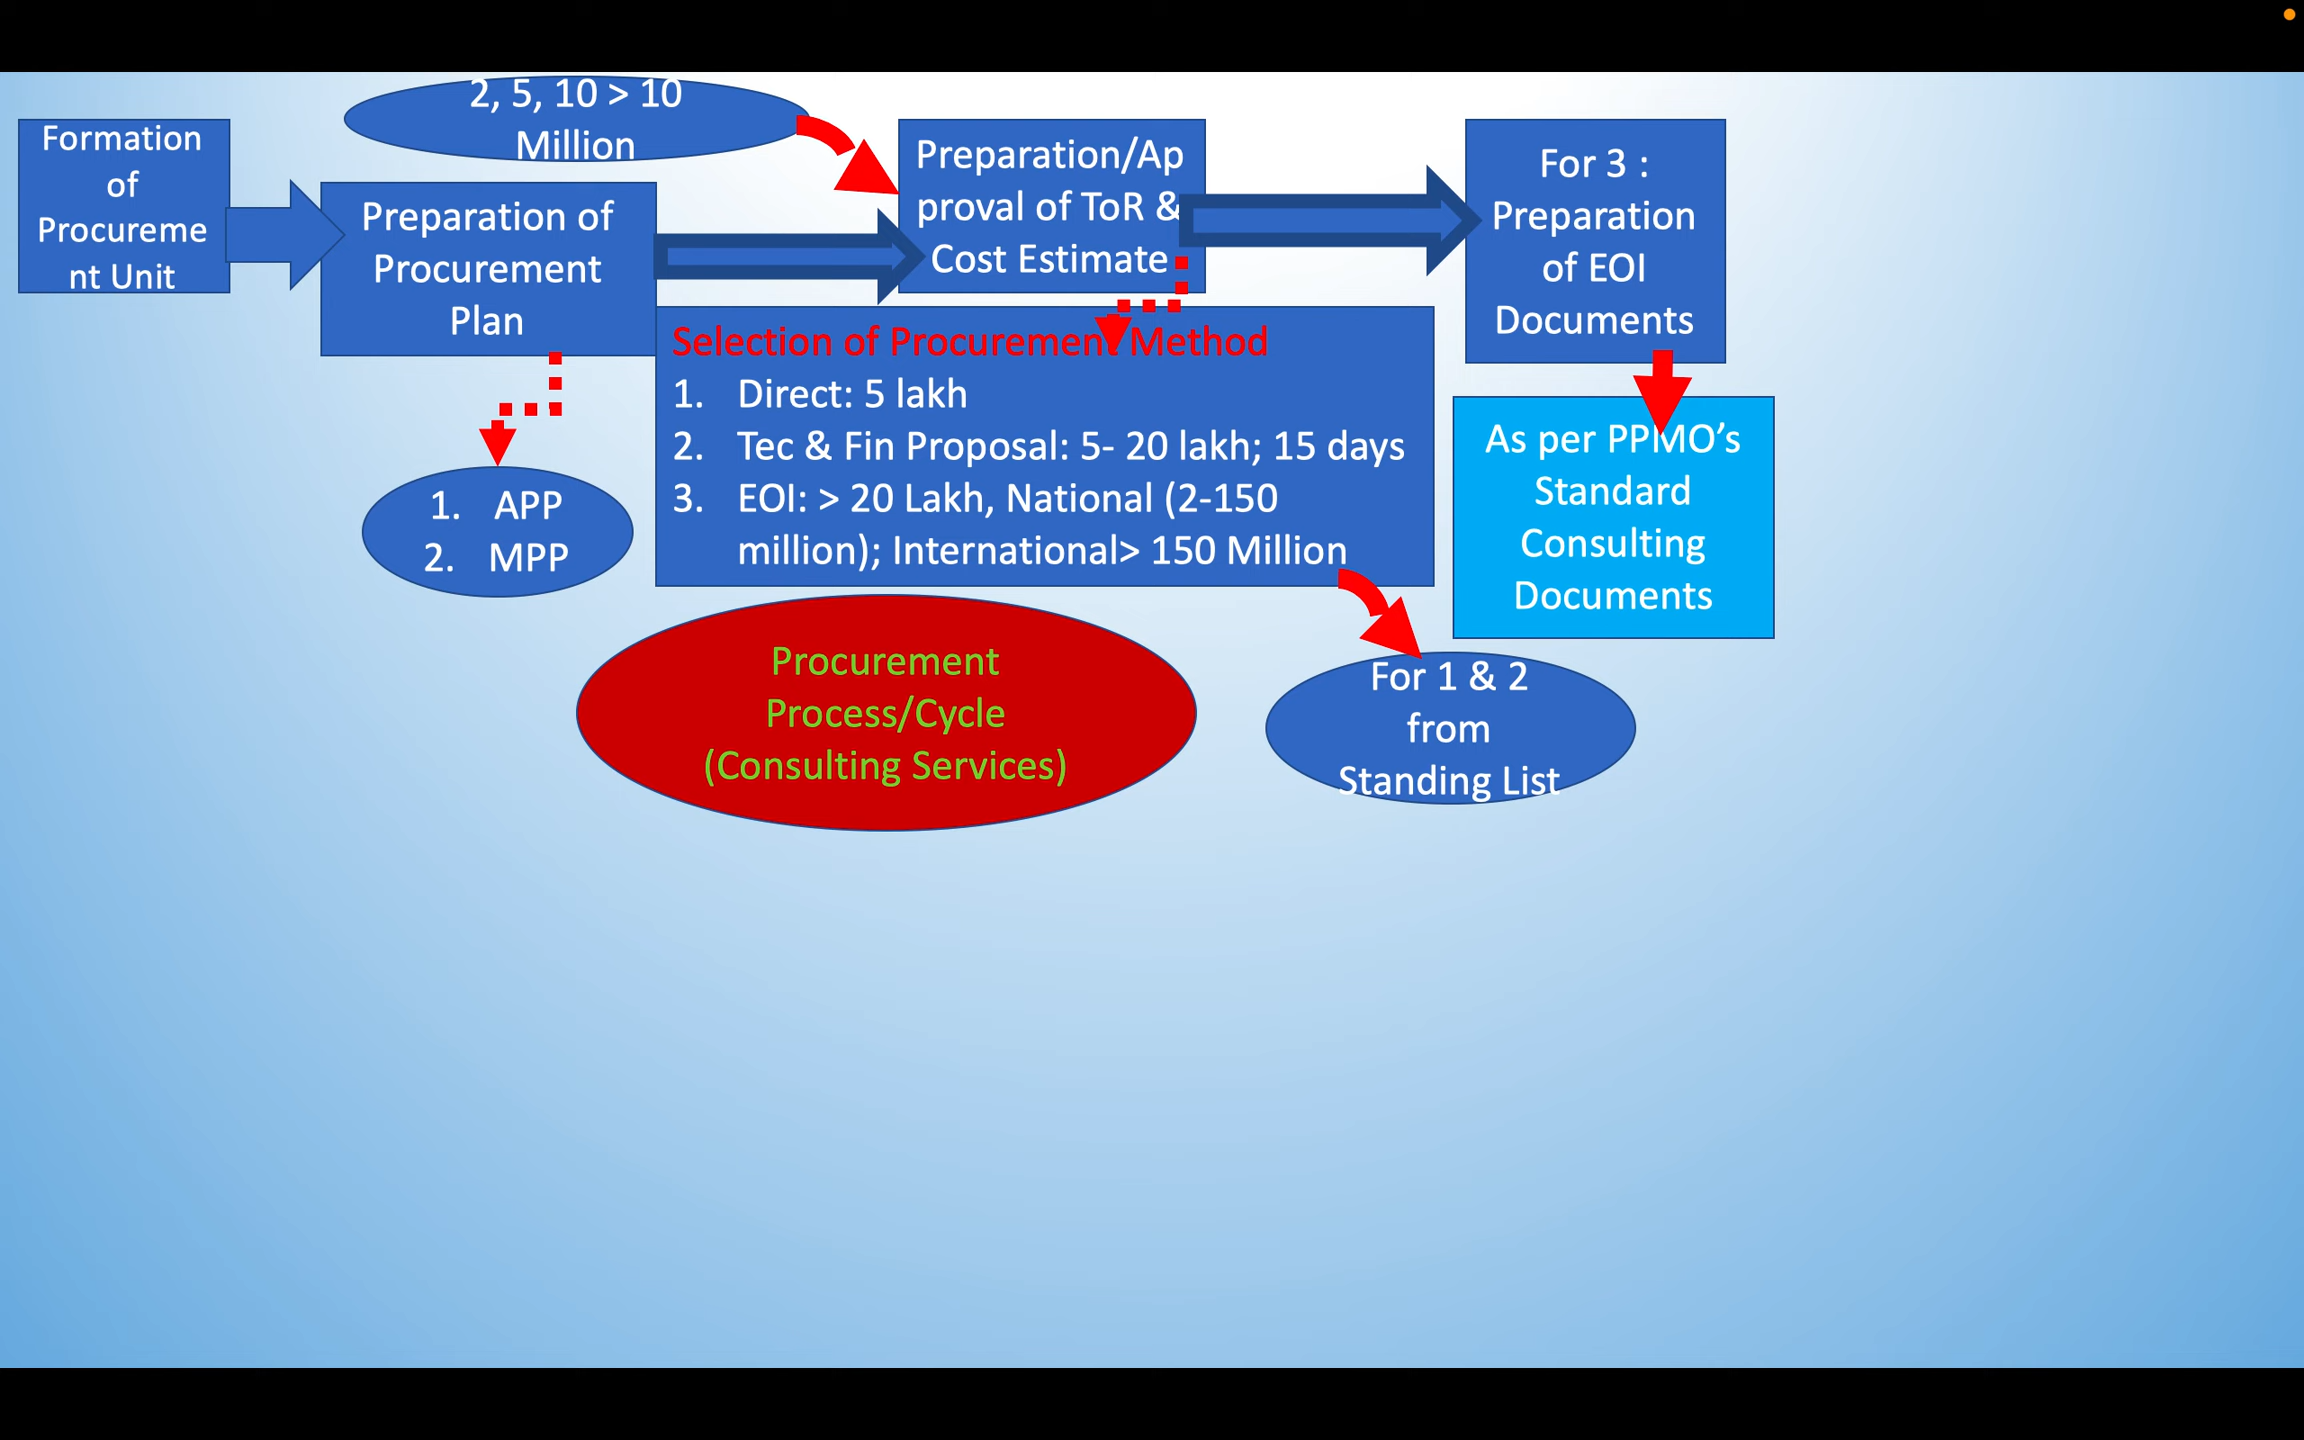 2, 5, 10 > 10
Million
Formation
of
Procureme
nt Unit
Preparation of
Procurement
Plan
Preparation/Ap
proval of ToR &
Cost Estimate
For 3 :
Preparation
of EOI
Documents
Selection of Procurement Method
1. Direct: 5 lakh
2. Tec & Fin Proposal: 5- 20 lakh; 15 days
3. EOI: > 20 Lakh, National (2-150
million); International> 150 Million
As per PPMO’s
Standard
Consulting
Documents
1. APP
2. MPP
Procurement
Process/Cycle
(Consulting Services)
For 1 & 2
from
Standing List